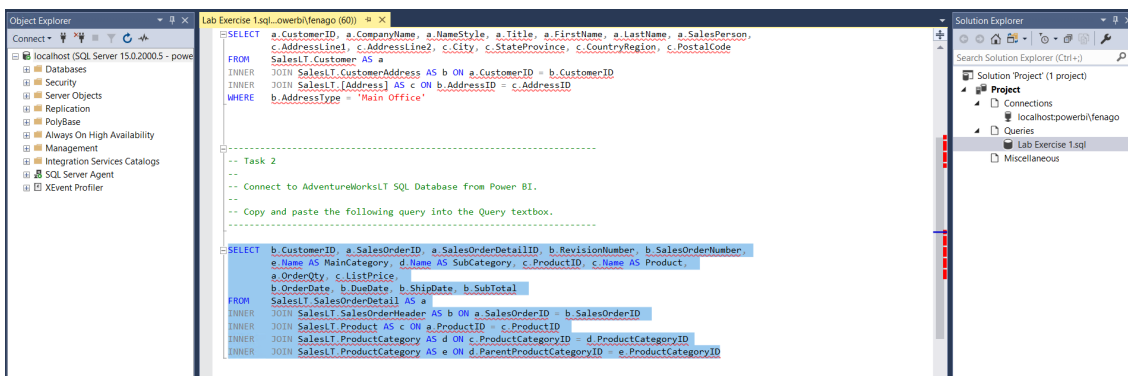 Object Explorer
Connect
localhost (SQL Server 15.0.2000.5 - powe
Databases
Security
Server Objects
Replication
PolyBase
Always On High Availability
Management
Integration Services Catalogs
SQL Server Agent
XEvent Profiler
Lab Exercise 1.sql...owerbi\fenago (60))
SELECT a.CustomerID, a.CompanyName, a.NameStyle, a.Title, a.FirstName, a.LastName, a.SalesPerson,
c.AddressLine1, c.AddressLine2, c.City, c.StateProvince, c.CountryRegion, c.PostalCode
FROM SalesLT.Customer AS a
INNER JOIN SalesLT.CustomerAddress AS b ON a.CustomerID = b.CustomerID
INNER JOIN SalesLT.[Address] AS c ON b.AddressID = c.AddressID
WHERE b.AddressType = 'Main Office'
--------------------------------------------------------------------------------
-- Task 2
--
-- Connect to AdventureWorksLT SQL Database from Power BI.
--
-- Copy and paste the following query into the Query textbox.
--------------------------------------------------------------------------------
SELECT b.CustomerID, a.SalesOrderID, a.SalesOrderDetailID, b.RevisionNumber, b.SalesOrderNumber,
e.Name AS MainCategory, d.Name AS SubCategory, c.ProductID, c.Name AS Product,
a.OrderQty, c.ListPrice,
b.OrderDate, b.DueDate, b.ShipDate, b.SubTotal
FROM SalesLT.SalesOrderDetail AS a
INNER JOIN SalesLT.SalesOrderHeader AS b ON a.SalesOrderID = b.SalesOrderID
INNER JOIN SalesLT.Product AS c ON a.ProductID = c.ProductID
INNER JOIN SalesLT.ProductCategory AS d ON c.ProductCategoryID = d.ProductCategoryID
INNER JOIN SalesLT.ProductCategory AS e ON d.ParentProductCategoryID = e.ProductCategoryID
Solution Explorer
Search Solution Explorer (Ctrl+;)
Solution 'Project' (1 project)
Project
Connections
localhost:powerbi\fenago
Queries
Lab Exercise 1.sql
Miscellaneous